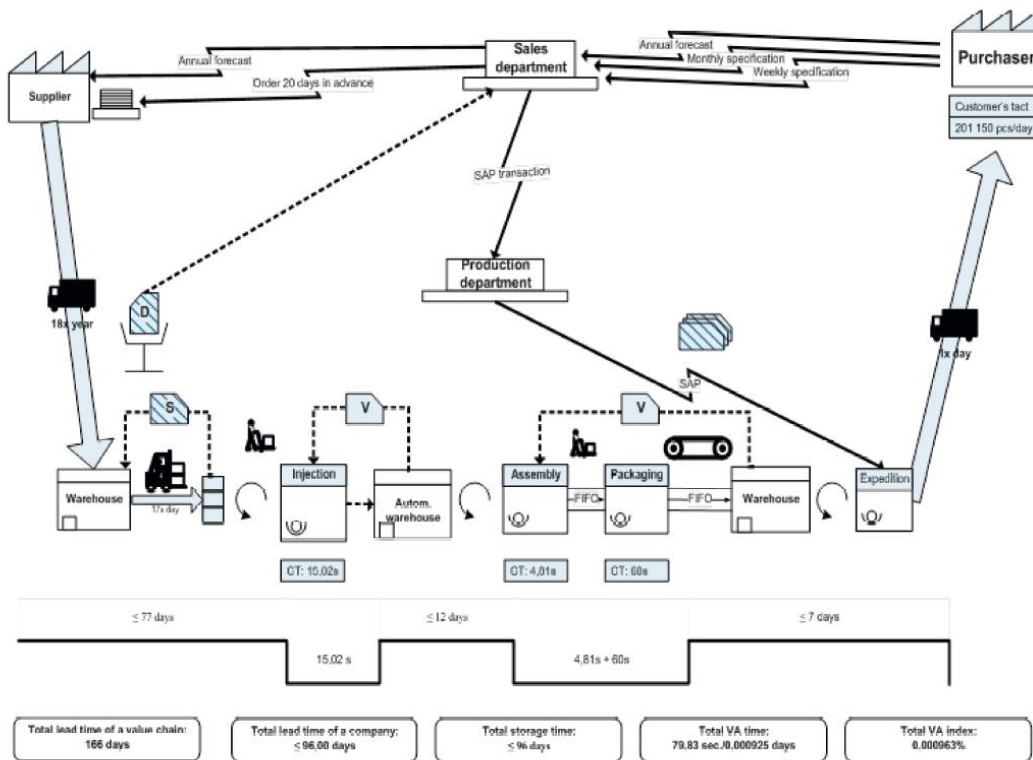 Annual forecast
Order 20 days in advance
Supplier
Sales
department
Annual forecast
Monthly specification
Weekly specification
Purchaser
Customer's tact
201 150 pcs/day
SAP transaction
Production
department
18x year
D
SAP
1x day
S
V
V
Warehouse
Injection
Autom.
warehouse
Assembly
Packaging
FIFO
FIFO
Warehouse
Expedition
CT: 15,02s
CT: 4,81s
CT: 60s
≤ 77 days
≤ 12 days
≤ 7 days
15,02 s
4,81s + 60s
Total lead time of a value chain:
166 days
Total lead time of a company:
≤ 96,00 days
Total storage time:
≤ 96 days
Total VA time:
79.83 sec./0.000925 days
Total VA index:
0.000963%